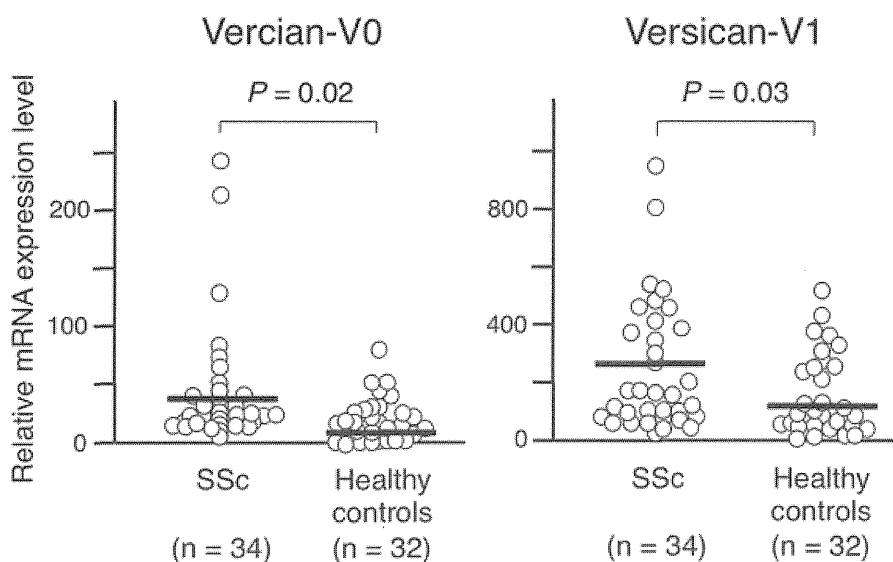 Vercian-V0
Versican-V1
Relative mRNA expression level
P = 0.02
P = 0.03
200
100
0
800
400
0
SSc
Healthy
controls
SSc
Healthy
controls
(n = 34)
(n = 32)
(n = 34)
(n = 32)